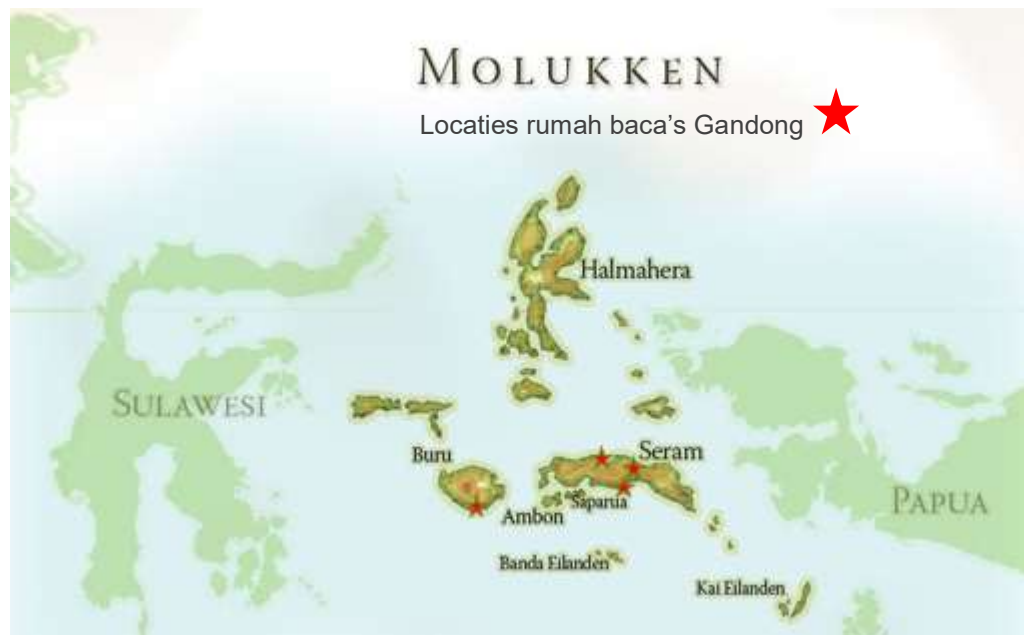 MOLUKKEN
Locaties rumah baca's Gandong
Halmahera
SULAWESI
Buru
Seram
Saparua
Ambon
PAPUA
Banda Eilanden
Kai Eilanden